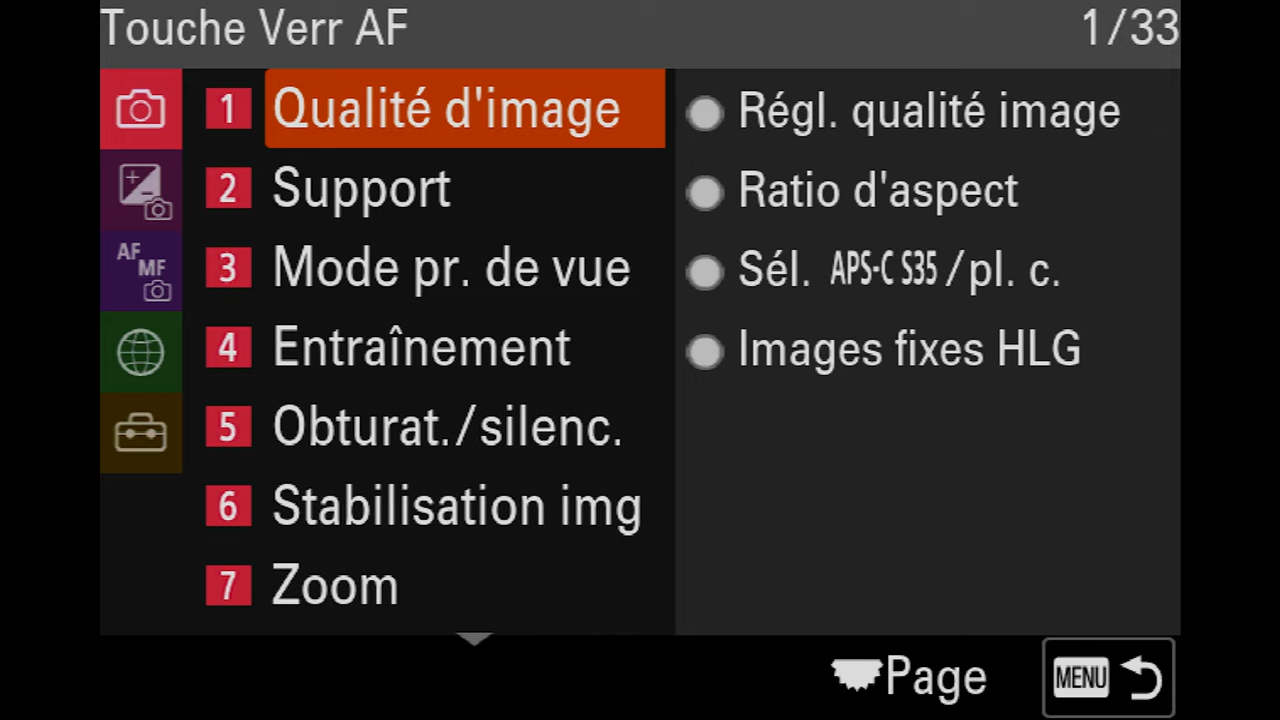 Touche Verr AF 1/33
1 Qualité d'image
2 Support
3 Mode pr. de vue
AF MF
4 Entraînement
5 Obturat./silenc.
6 Stabilisation img
7 Zoom
Régl. qualité image
Ratio d'aspect
Sél. APS-C S35/pl. c.
Images fixes HLG
Page MENU